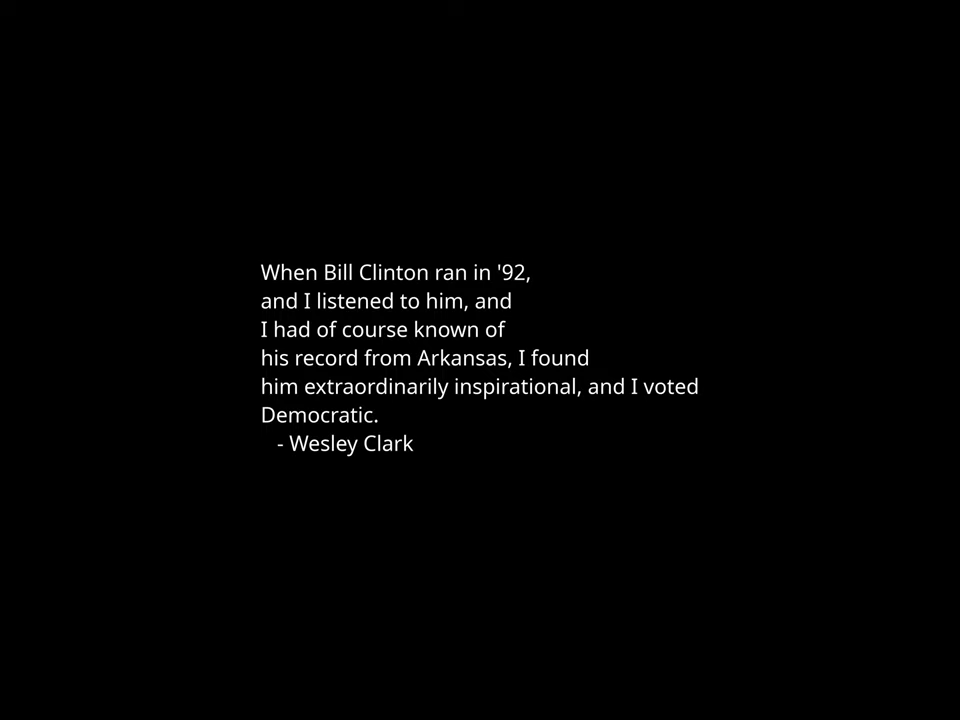 When Bill Clinton ran in '92,
and I listened to him, and
I had of course known of
his record from Arkansas, I found
him extraordinarily inspirational, and I voted
Democratic.
- Wesley Clark